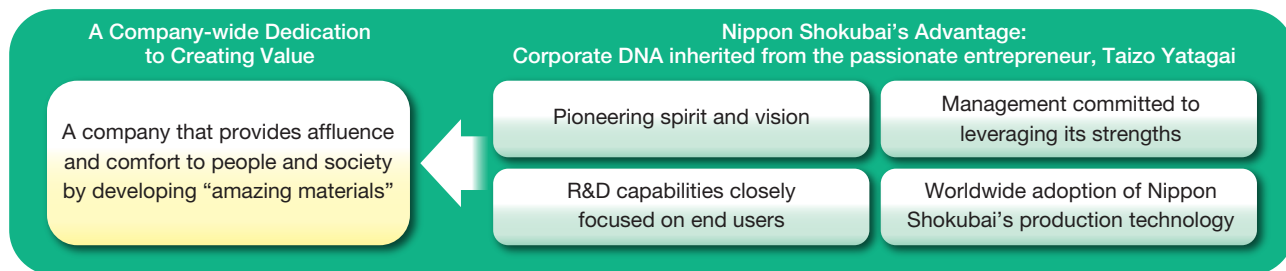 A Company-wide Dedication
to Creating Value
A company that provides affluence
and comfort to people and society
by developing “amazing materials”
Nippon Shokubai’s Advantage:
Corporate DNA inherited from the passionate entrepreneur, Taizo Yatagai
Pioneering spirit and vision
Management committed to
leveraging its strengths
R&D capabilities closely
focused on end users
Worldwide adoption of Nippon
Shokubai’s production technology